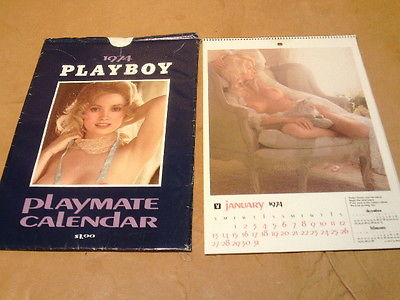 1974
PLAYBOY
PLAYMATE
CALENDAR
$1.00
JANUARY 1974
S M T W T F S S M T W T F S
1 2 3 4 5 6 7 8 9 10 11 12
13 14 15 16 17 18 19 20 21 22 23 24 25 26
27 28 29 30 31
december
february